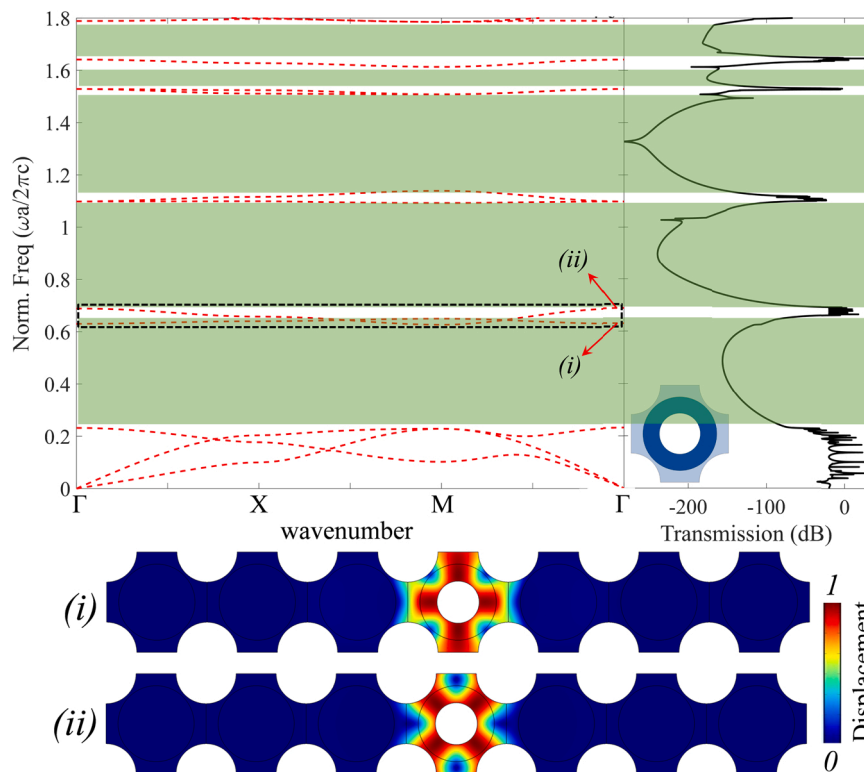 1.8
1.6
1.4
1.2
1
0.8
0.6
0.4
0.2
0
Norm. Freq (ωa/2πc)
(ii)
(i)
Γ X M Γ
wavenumber
-200 -100 0
Transmission (dB)
(i)
(ii)
1
Displacement
0